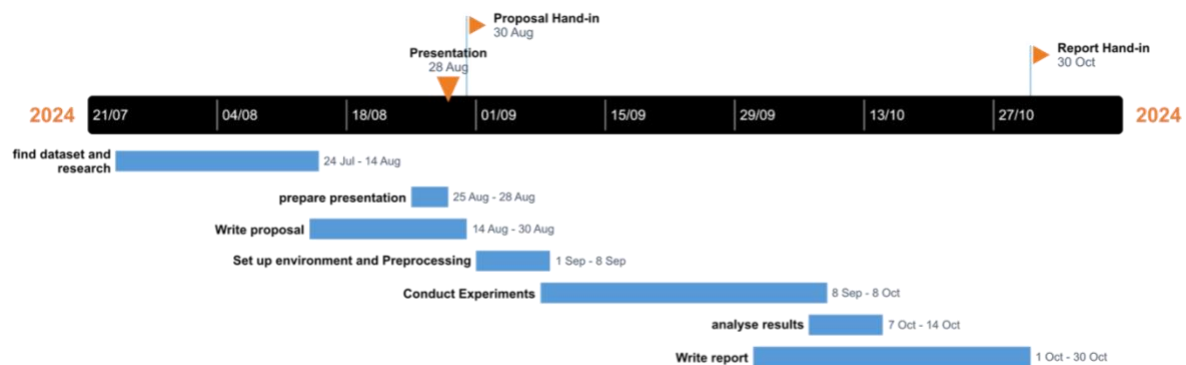 Proposal Hand-in
30 Aug
Presentation
28 Aug
Report Hand-in
30 Oct
2024 21/07 04/08 18/08 01/09 15/09 29/09 13/10 27/10 2024
find dataset and
research
24 Jul - 14 Aug
prepare presentation 25 Aug - 28 Aug
Write proposal 14 Aug - 30 Aug
Set up environment and Preprocessing 1 Sep - 8 Sep
Conduct Experiments 8 Sep - 8 Oct
analyse results 7 Oct - 14 Oct
Write report 1 Oct - 30 Oct